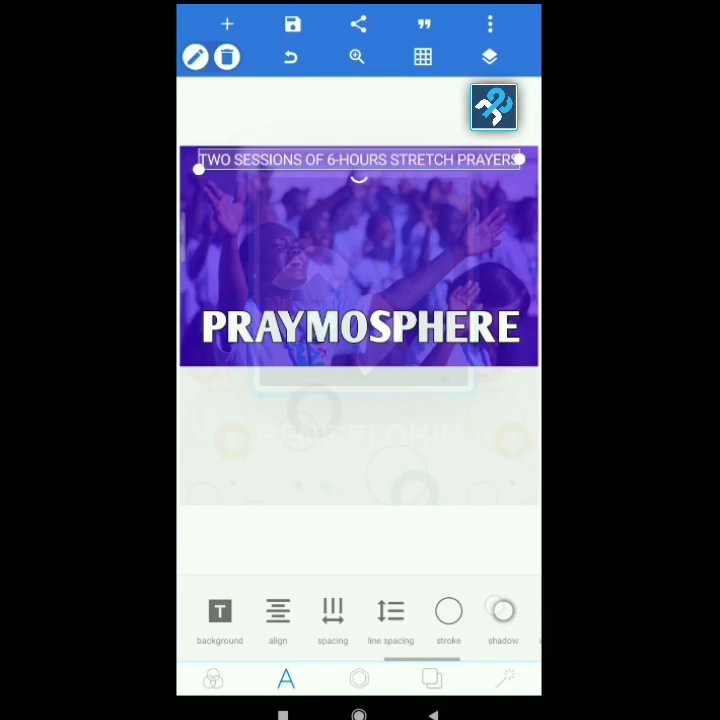 TWO SESSIONS OF 6-HOURS STRETCH PRAYERS
PRAYMOSPHERE
background
align
spacing
line spacing
stroke
shadow